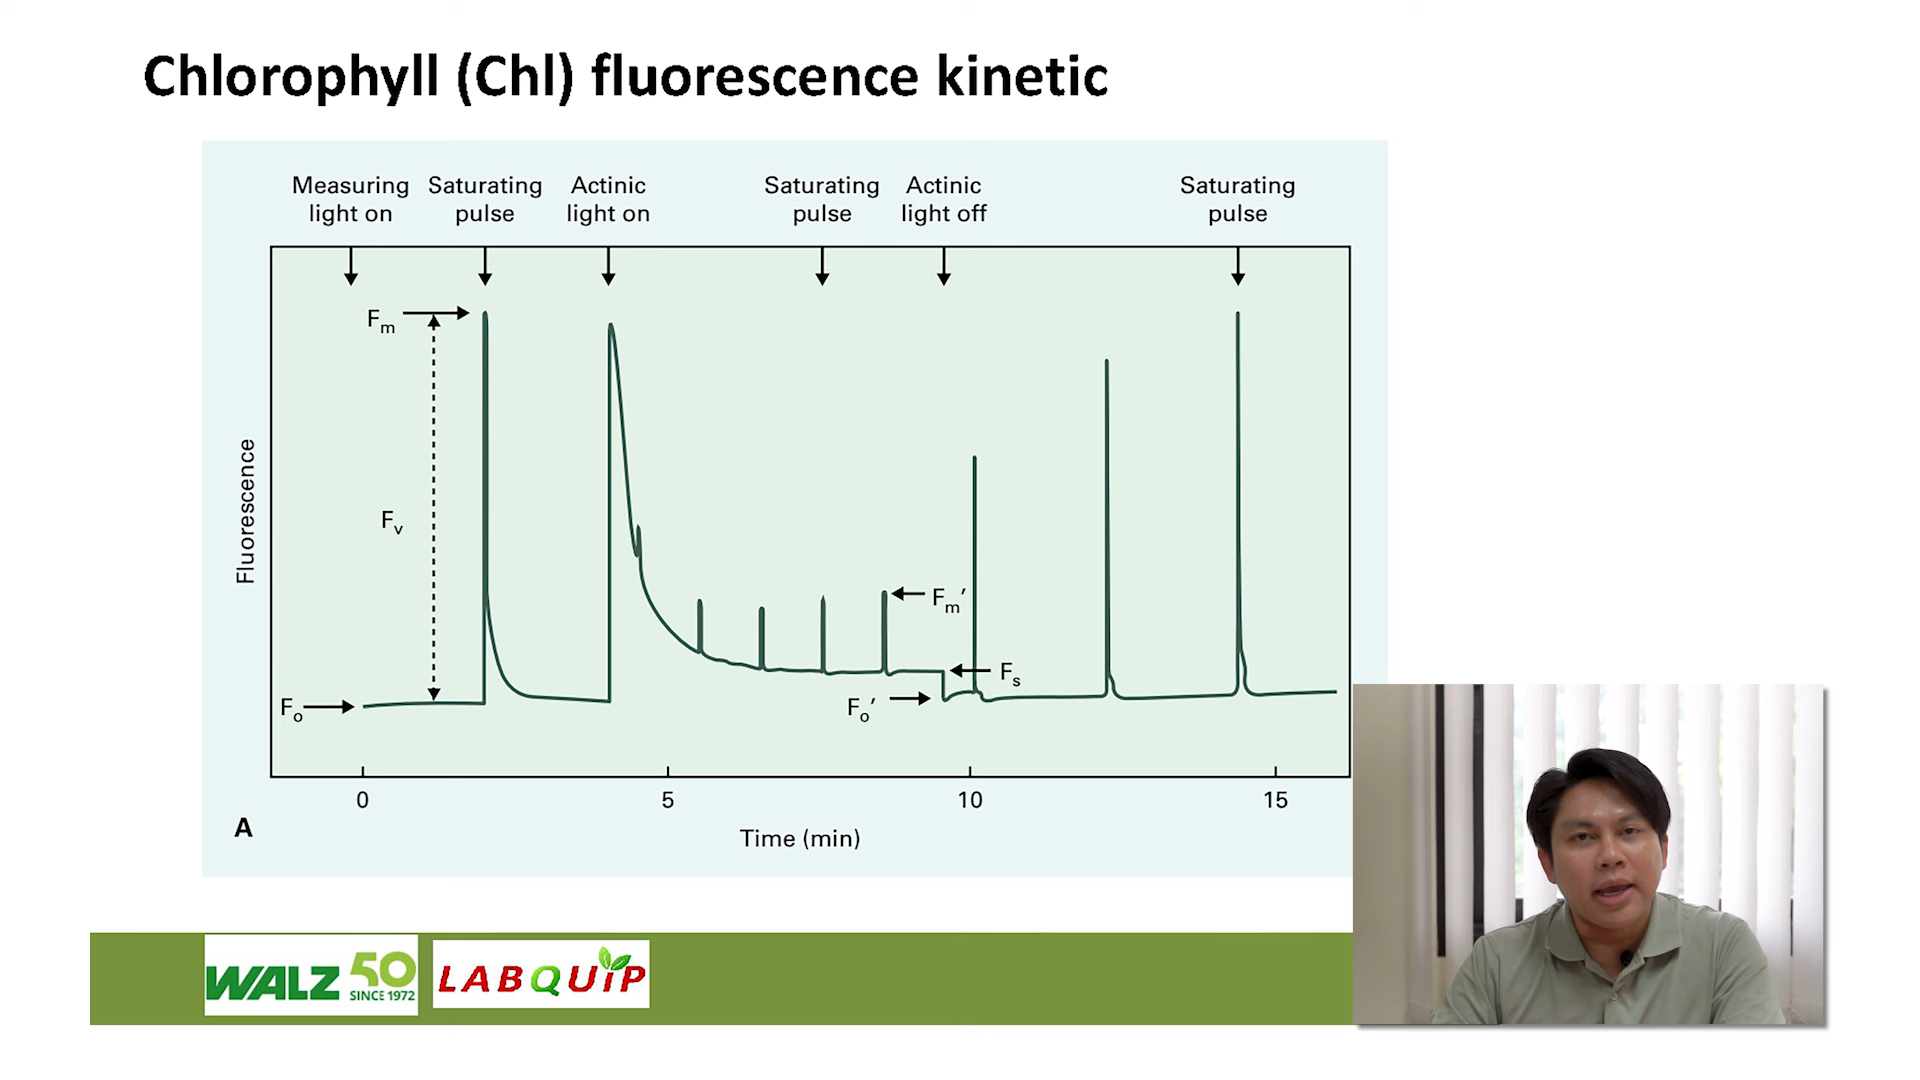 Chlorophyll (Chl) fluorescence kinetic
Measuring
light on
Saturating
pulse
Actinic
light on
Saturating
pulse
Actinic
light off
Saturating
pulse
Fm
Fv
Fo
Fm′
Fs
Fo′
Fluorescence
0
5
10
15
Time (min)
A
WALZ 50
SINCE 1972
LABQUIP